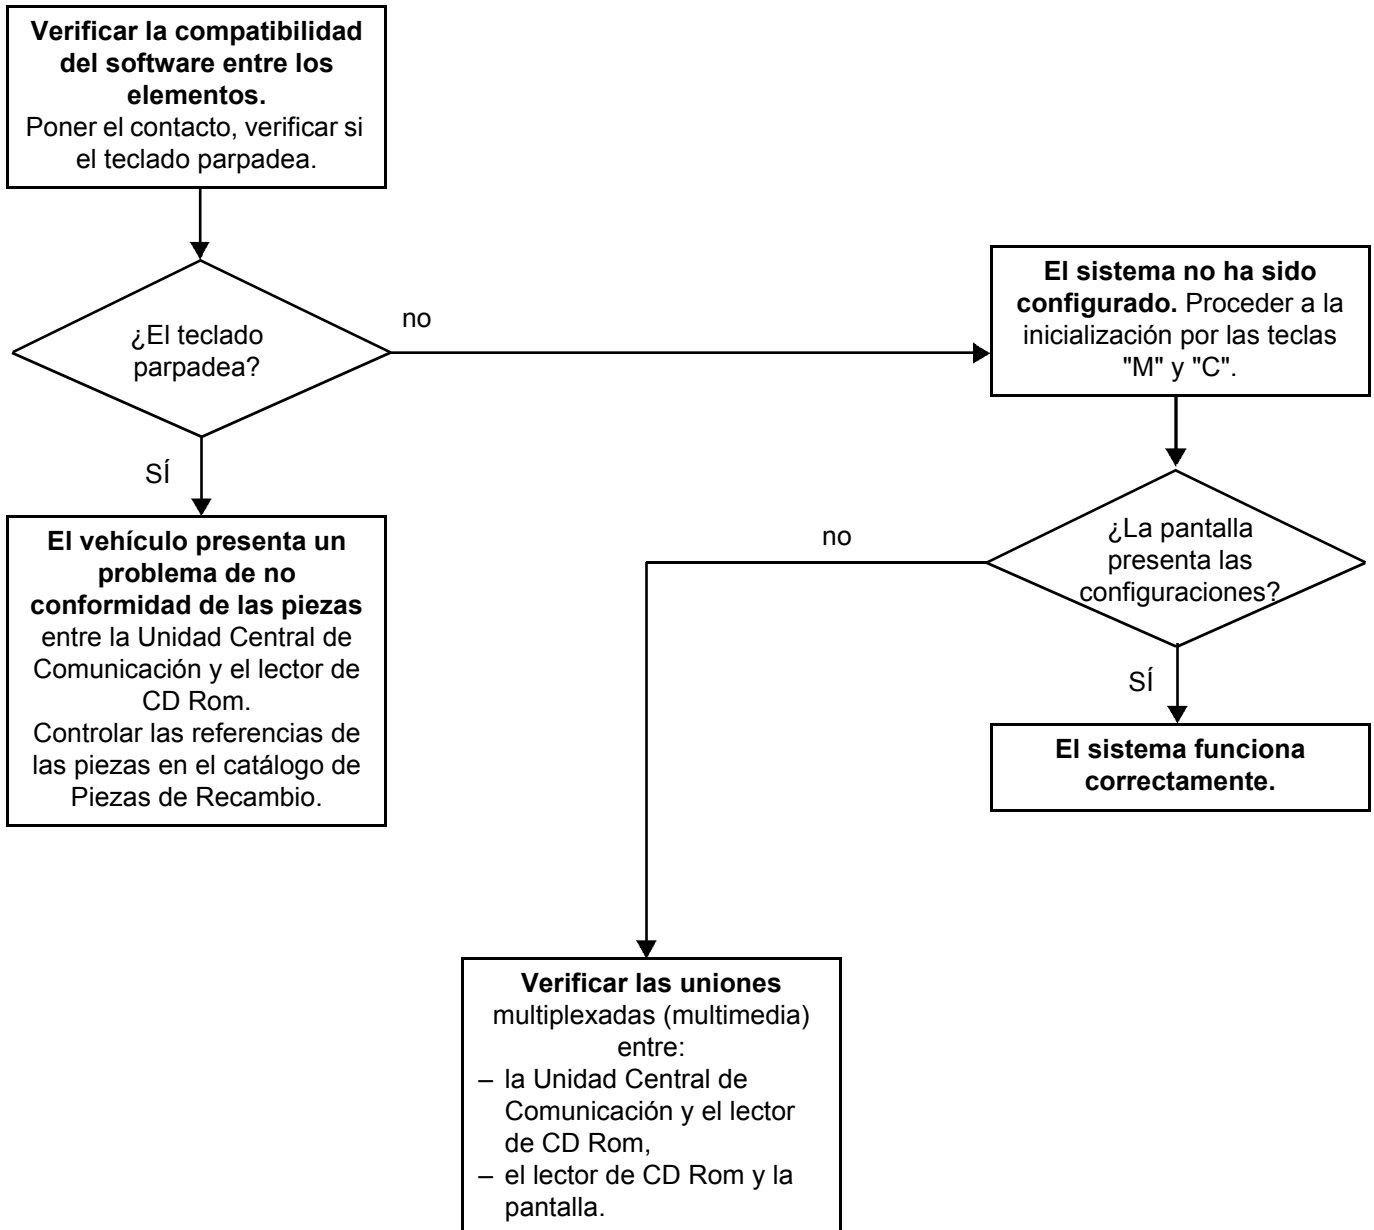 Verificar la compatibilidad
del software entre los
elementos.
Poner el contacto, verificar si
el teclado parpadea.
¿El teclado
parpadea?
no
El sistema no ha sido
configurado. Proceder a la
inicialización por las teclas
"M" y "C".
SÍ
El vehículo presenta un
problema de no
conformidad de las piezas
entre la Unidad Central de
Comunicación y el lector de
CD Rom.
Controlar las referencias de
las piezas en el catálogo de
Piezas de Recambio.
¿La pantalla
presenta las
configuraciones?
no
SÍ
El sistema funciona
correctamente.
Verificar las uniones
multiplexadas (multimedia)
entre:
– la Unidad Central de
Comunicación y el lector
de CD Rom,
– el lector de CD Rom y la
pantalla.